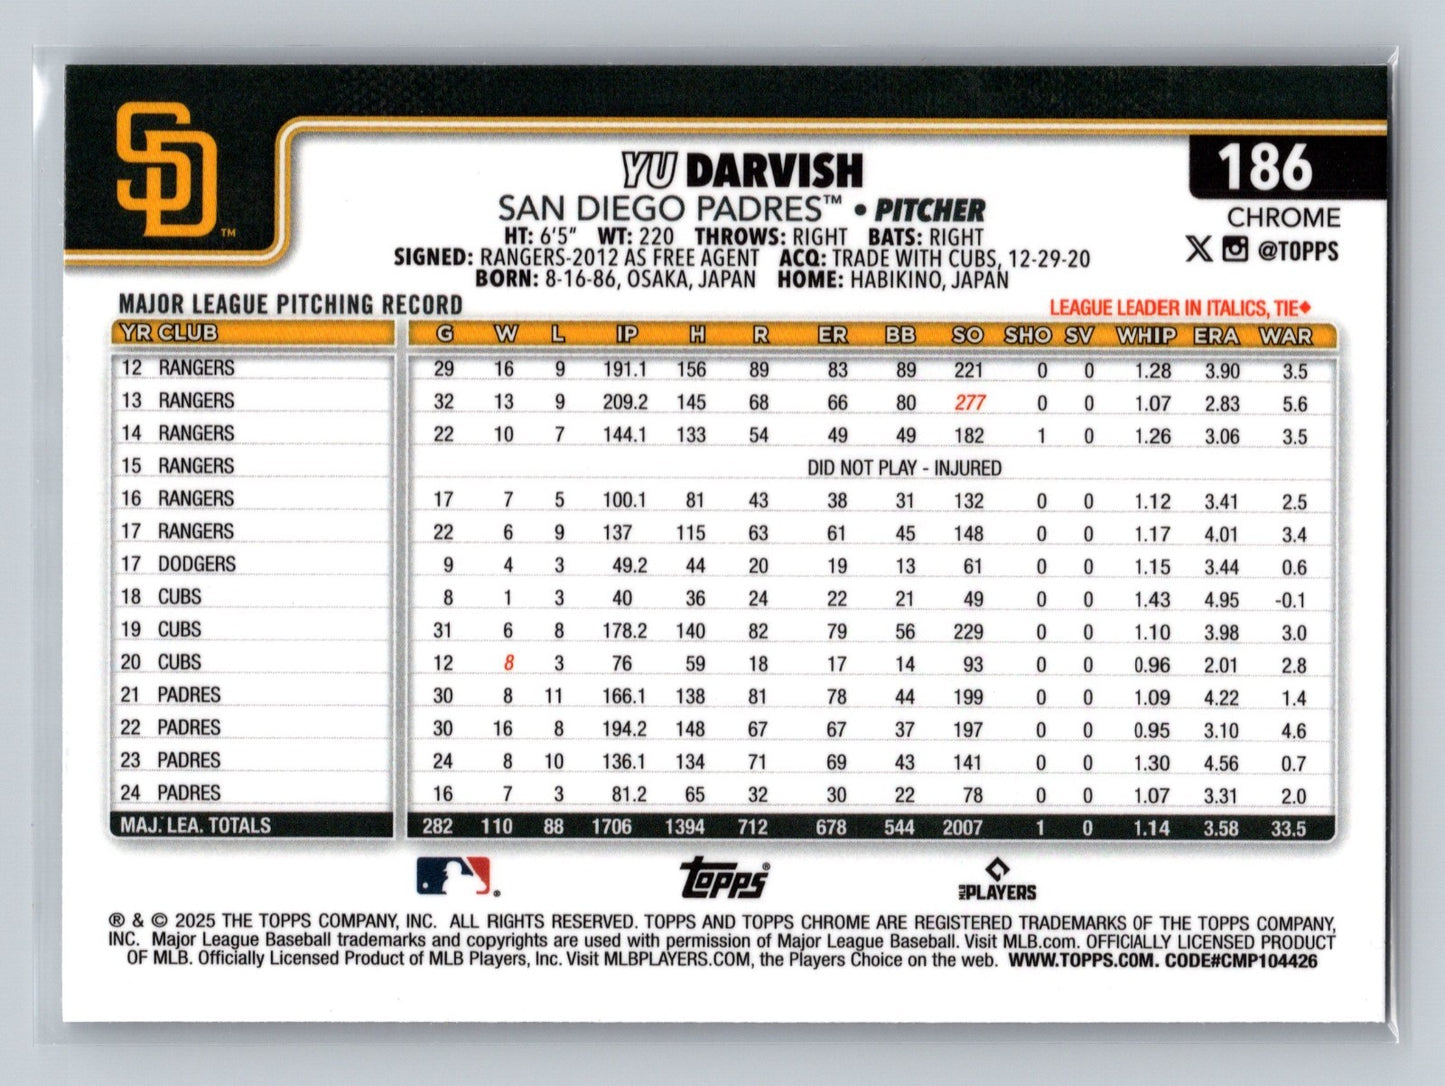 SD™
YU DARVISH
186
SAN DIEGO PADRES™ • PITCHER
CHROME
HT: 6'5" WT: 220 THROWS: RIGHT BATS: RIGHT
@TOPPS
SIGNED: RANGERS-2012 AS FREE AGENT ACQ: TRADE WITH CUBS, 12-29-20
BORN: 8-16-86, OSAKA, JAPAN HOME: HABIKINO, JAPAN
MAJOR LEAGUE PITCHING RECORD
LEAGUE LEADER IN ITALICS, TIE◆
YR CLUB G W L IP H R ER BB SO SHO SV WHIP ERA WAR
12 RANGERS 29 16 9 191.1 156 89 83 89 221 0 0 1.28 3.90 3.5
13 RANGERS 32 13 9 209.2 145 68 66 80 277 0 0 1.07 2.83 5.6
14 RANGERS 22 10 7 144.1 133 54 49 49 182 1 0 1.26 3.06 3.5
15 RANGERS DID NOT PLAY - INJURED
16 RANGERS 17 7 5 100.1 81 43 38 31 132 0 0 1.12 3.41 2.5
17 RANGERS 22 6 9 137 115 63 61 45 148 0 0 1.17 4.01 3.4
17 DODGERS 9 4 3 49.2 44 20 19 13 61 0 0 1.15 3.44 0.6
18 CUBS 8 1 3 40 36 24 22 21 49 0 0 1.43 4.95 -0.1
19 CUBS 31 6 8 178.2 140 82 79 56 229 0 0 1.10 3.98 3.0
20 CUBS 12 8 3 76 59 18 17 14 93 0 0 0.96 2.01 2.8
21 PADRES 30 8 11 166.1 138 81 78 44 199 0 0 1.09 4.22 1.4
22 PADRES 30 16 8 194.2 148 67 67 37 197 0 0 0.95 3.10 4.6
23 PADRES 24 8 10 136.1 134 71 69 43 141 0 0 1.30 4.56 0.7
24 PADRES 16 7 3 81.2 65 32 30 22 78 0 0 1.07 3.31 2.0
MAJ. LEA. TOTALS 282 110 88 1706 1394 712 678 544 2007 1 0 1.14 3.58 33.5
® topps® MLB PLAYERS
® & © 2025 THE TOPPS COMPANY, INC. ALL RIGHTS RESERVED. TOPPS AND TOPPS CHROME ARE REGISTERED TRADEMARKS OF THE TOPPS COMPANY,
INC. Major League Baseball trademarks and copyrights are used with permission of Major League Baseball. Visit MLB.com. OFFICIALLY LICENSED PRODUCT
OF MLB. Officially Licensed Product of MLB Players, Inc. Visit MLBPLAYERS.COM, the Players Choice on the web. WWW.TOPPS.COM. CODE#CMP104426